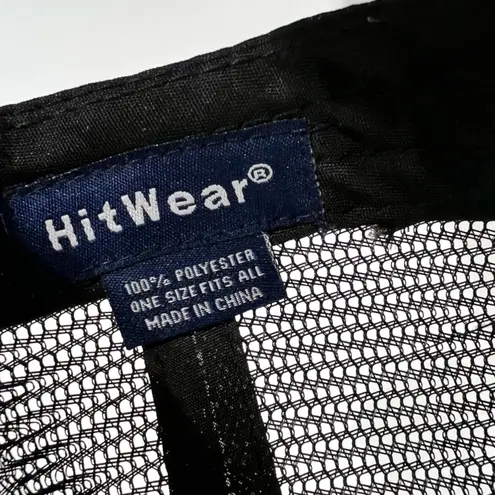 HitWear®
100% POLYESTER
ONE SIZE FITS ALL
MADE IN CHINA